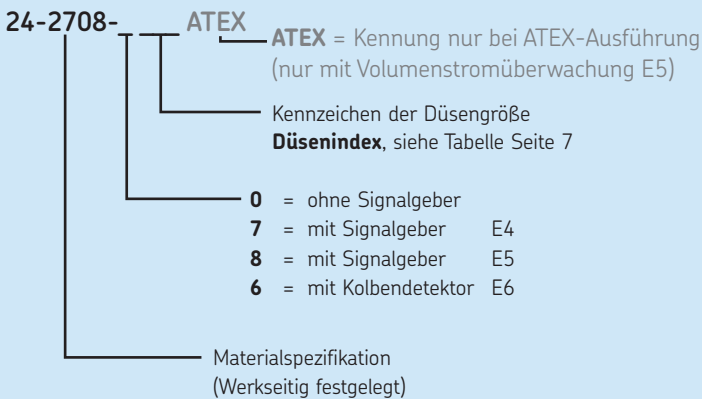 24-2708-_ __ ATEX
ATEX = Kennung nur bei ATEX-Ausführung
(nur mit Volumenstromüberwachung E5)
Kennzeichen der Düsengröße
Düsenindex, siehe Tabelle Seite 7
0 = ohne Signalgeber
7 = mit Signalgeber E4
8 = mit Signalgeber E5
6 = mit Kolbendetektor E6
Materialspezifikation
(Werkseitig festgelegt)